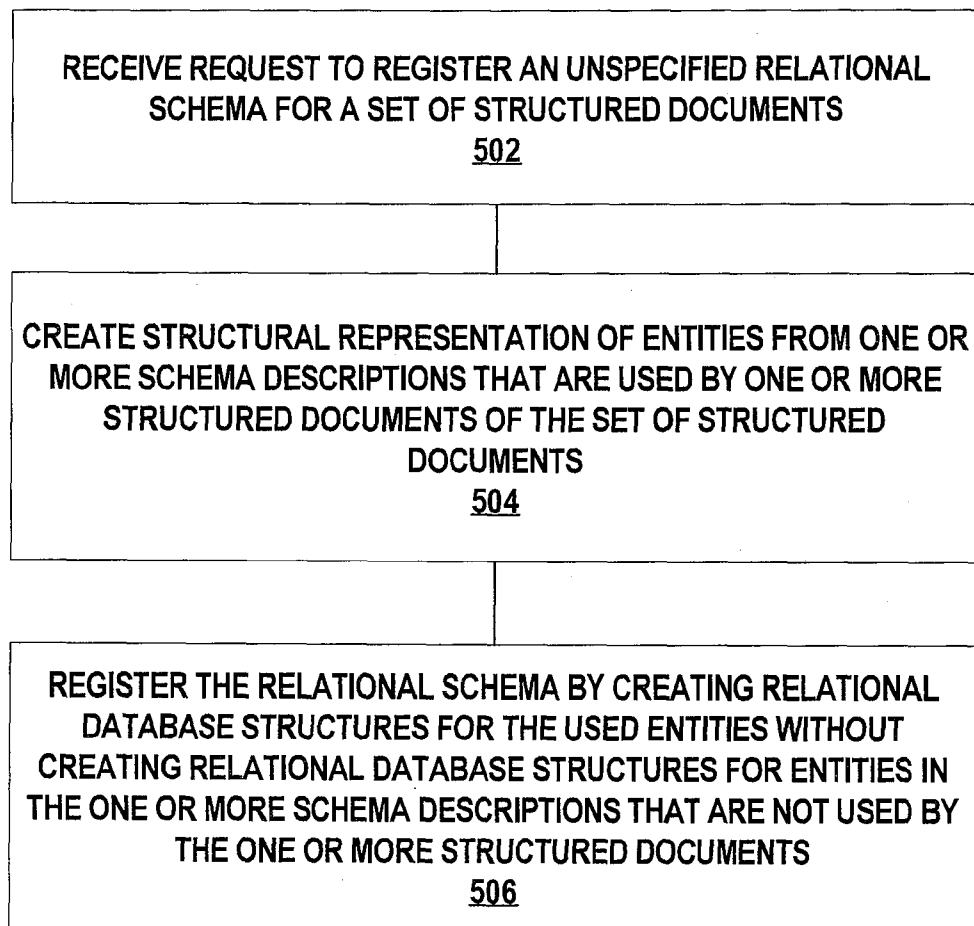 RECEIVE REQUEST TO REGISTER AN UNSPECIFIED RELATIONAL
SCHEMA FOR A SET OF STRUCTURED DOCUMENTS
502
CREATE STRUCTURAL REPRESENTATION OF ENTITIES FROM ONE OR
MORE SCHEMA DESCRIPTIONS THAT ARE USED BY ONE OR MORE
STRUCTURED DOCUMENTS OF THE SET OF STRUCTURED
DOCUMENTS
504
REGISTER THE RELATIONAL SCHEMA BY CREATING RELATIONAL
DATABASE STRUCTURES FOR THE USED ENTITIES WITHOUT
CREATING RELATIONAL DATABASE STRUCTURES FOR ENTITIES IN
THE ONE OR MORE SCHEMA DESCRIPTIONS THAT ARE NOT USED BY
THE ONE OR MORE STRUCTURED DOCUMENTS
506